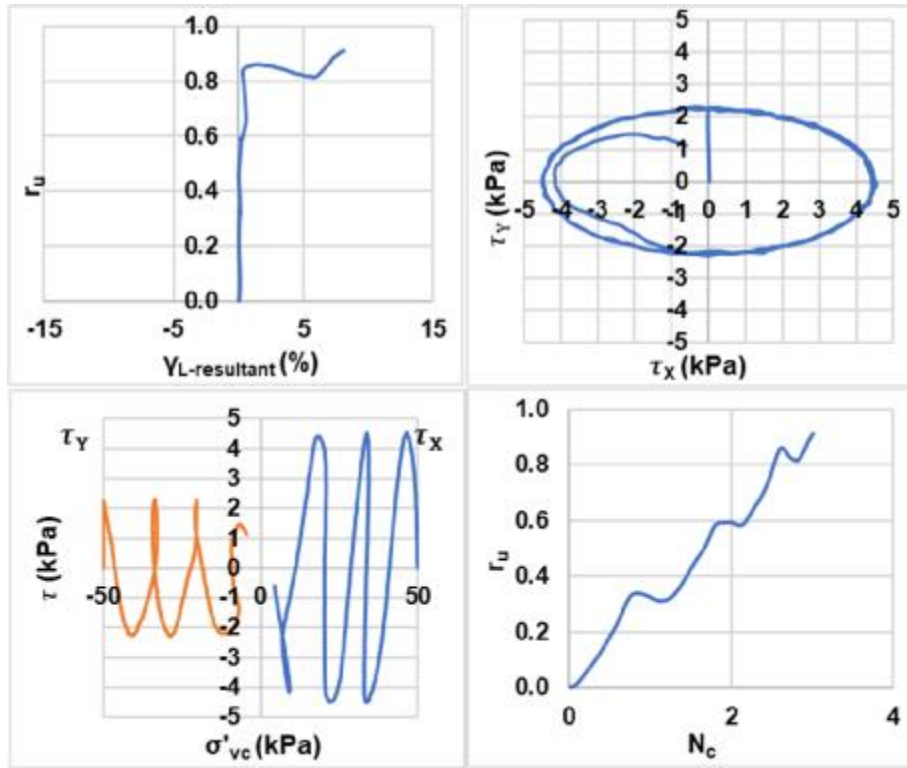 1.0
0.8
0.6
0.4
0.2
0.0
r_u
-15 -5 5 15
γ_L-resultant (%)
5
4
3
2
1
0
-1
-2
-3
-4
-5
τ_Y (kPa)
-5 -4 -3 -2 -1 0 1 2 3 4 5
τ_X (kPa)
τ_Y
τ_X
5
4
3
2
1
0
-1
-2
-3
-4
-5
τ (kPa)
-50 0 50
σ'_vc (kPa)
1.0
0.8
0.6
0.4
0.2
0.0
r_u
0 2 4
N_c